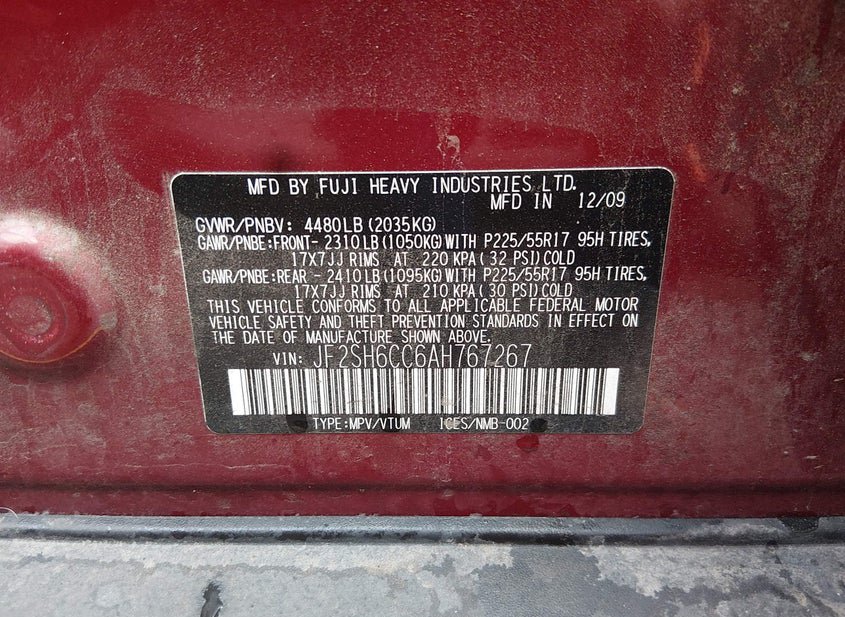 MFD BY FUJI HEAVY INDUSTRIES LTD.
MFD IN 12/09
GVWR/PNBV: 4480LB (2035KG)
GAWR/PNBE:FRONT- 2310LB (1050KG) WITH P225/55R17 95H TIRES,
17X7JJ RIMS AT 220 KPA ( 32 PSI) COLD
GAWR/PNBE:REAR - 2410LB (1095KG) WITH P225/55R17 95H TIRES,
17X7JJ RIMS AT 210 KPA ( 30 PSI) COLD
THIS VEHICLE CONFORMS TO ALL APPLICABLE FEDERAL MOTOR
VEHICLE SAFETY AND THEFT PREVENTION STANDARDS IN EFFECT ON
THE DATE OF MANUFACTURE SHOWN ABOVE.
VIN: JF2SH6CC6AH767267
TYPE:MPV/VTUM ICES/NMB-002